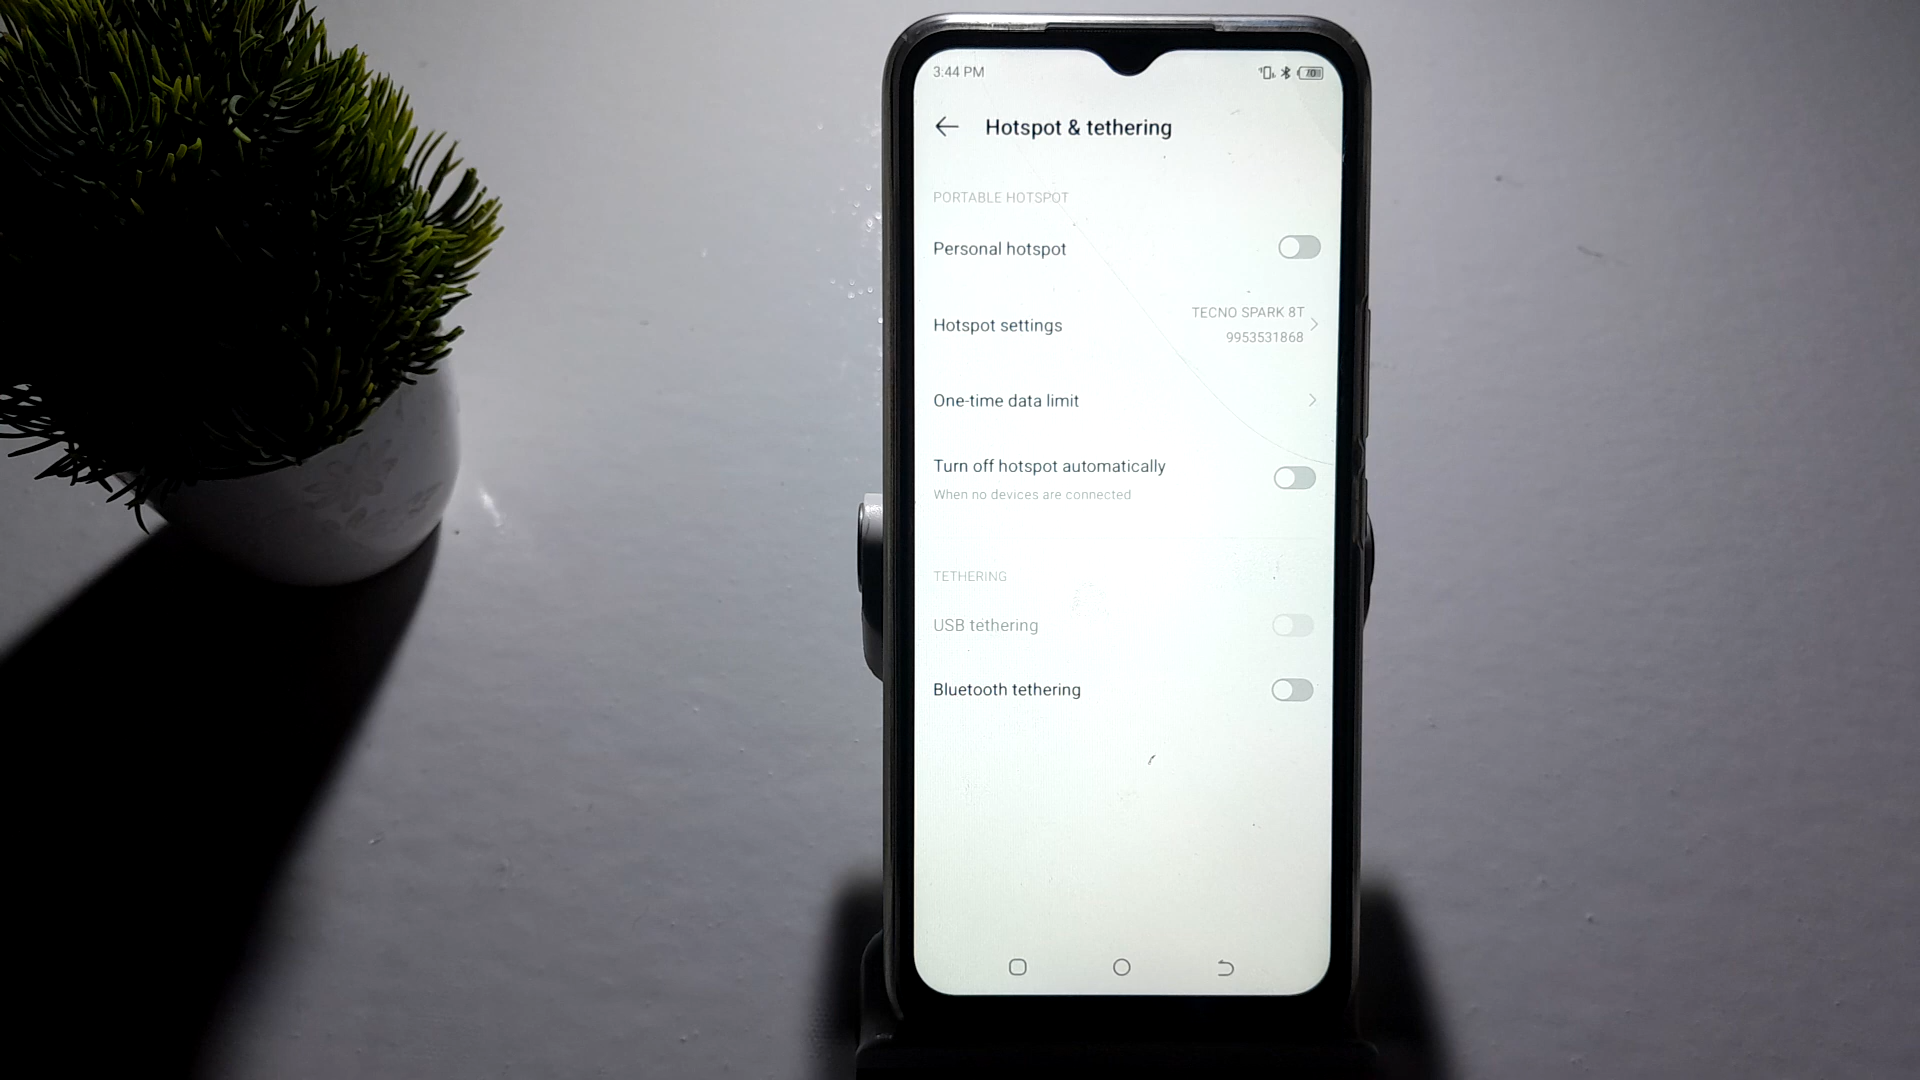 3:44 PM
70
Hotspot & tethering
PORTABLE HOTSPOT
Personal hotspot
Hotspot settings
TECNO SPARK 8T
9953531868
One-time data limit
Turn off hotspot automatically
When no devices are connected
TETHERING
USB tethering
Bluetooth tethering